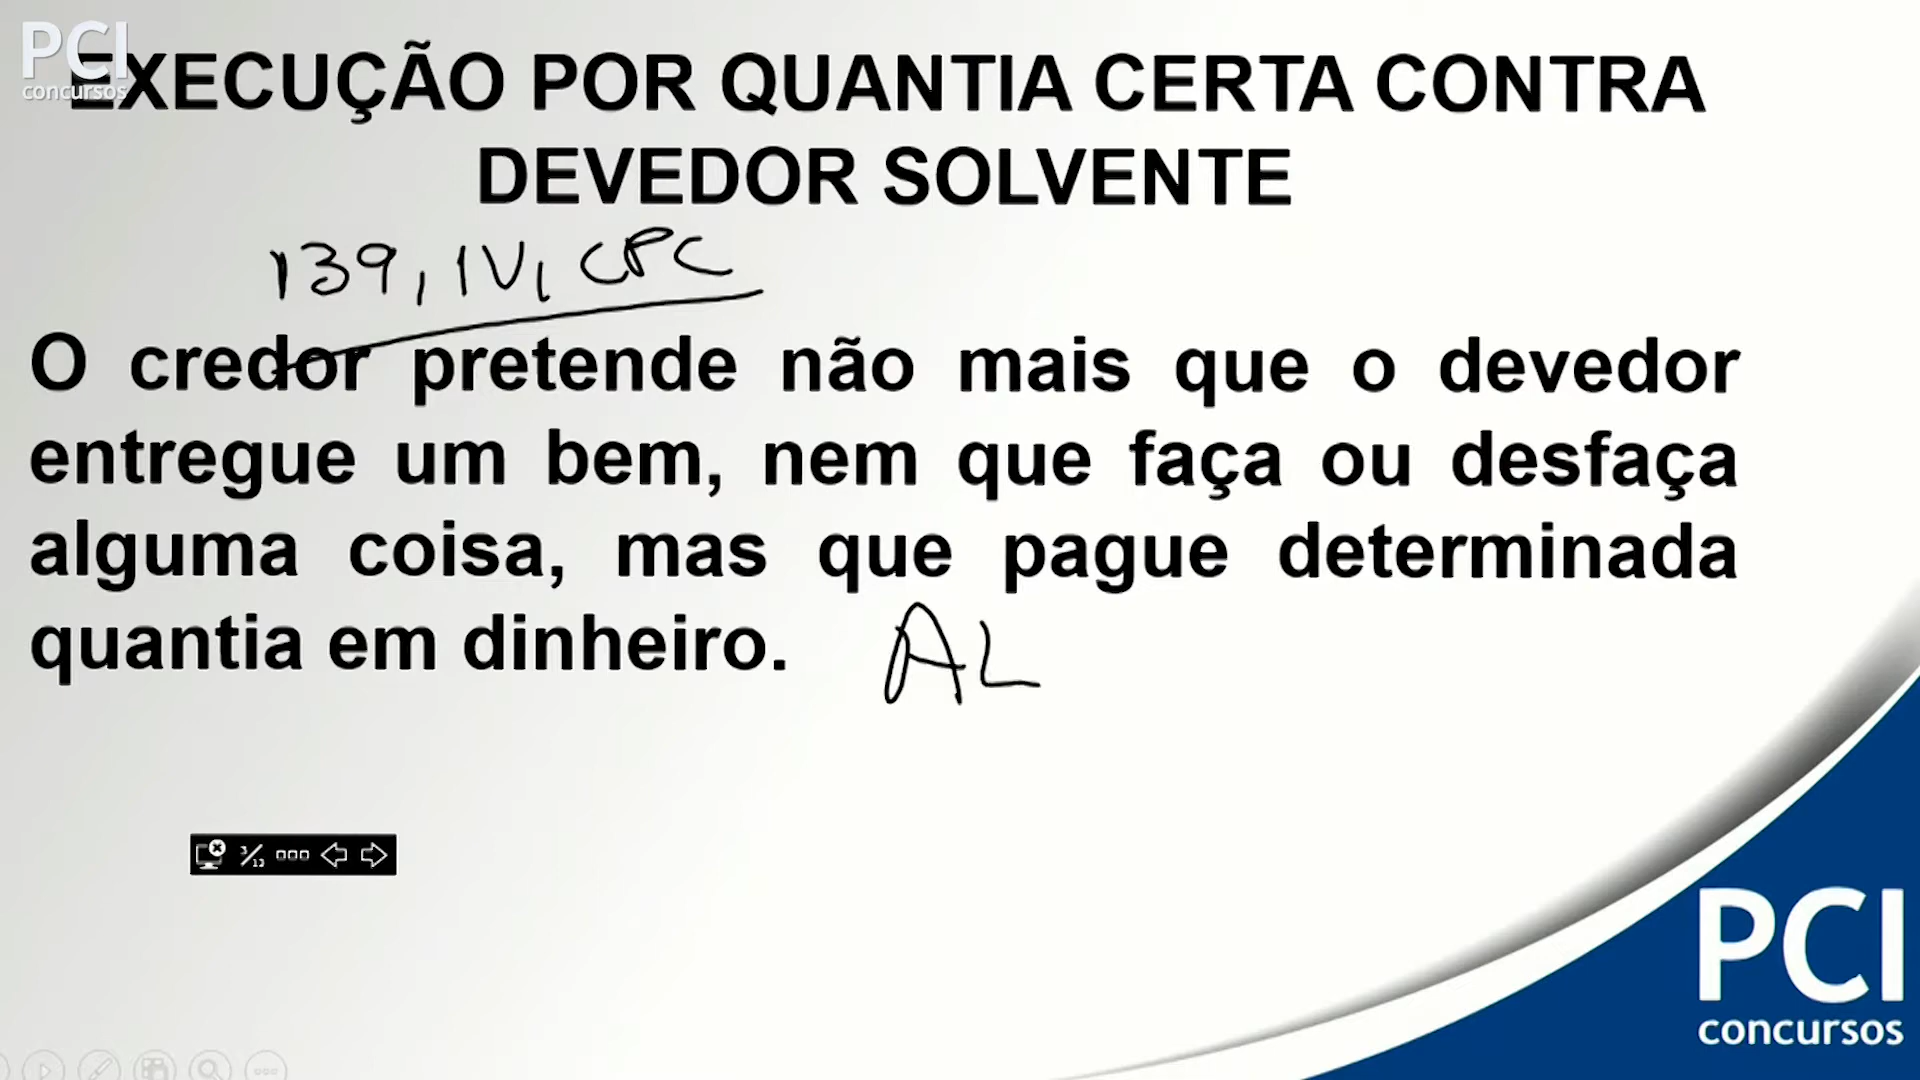 PCI
concursos
EXECUÇÃO POR QUANTIA CERTA CONTRA
DEVEDOR SOLVENTE
139, IV, CPC
O credor pretende não mais que o devedor
entregue um bem, nem que faça ou desfaça
alguma coisa, mas que pague determinada
quantia em dinheiro.
AL
3/13
PCI
concursos